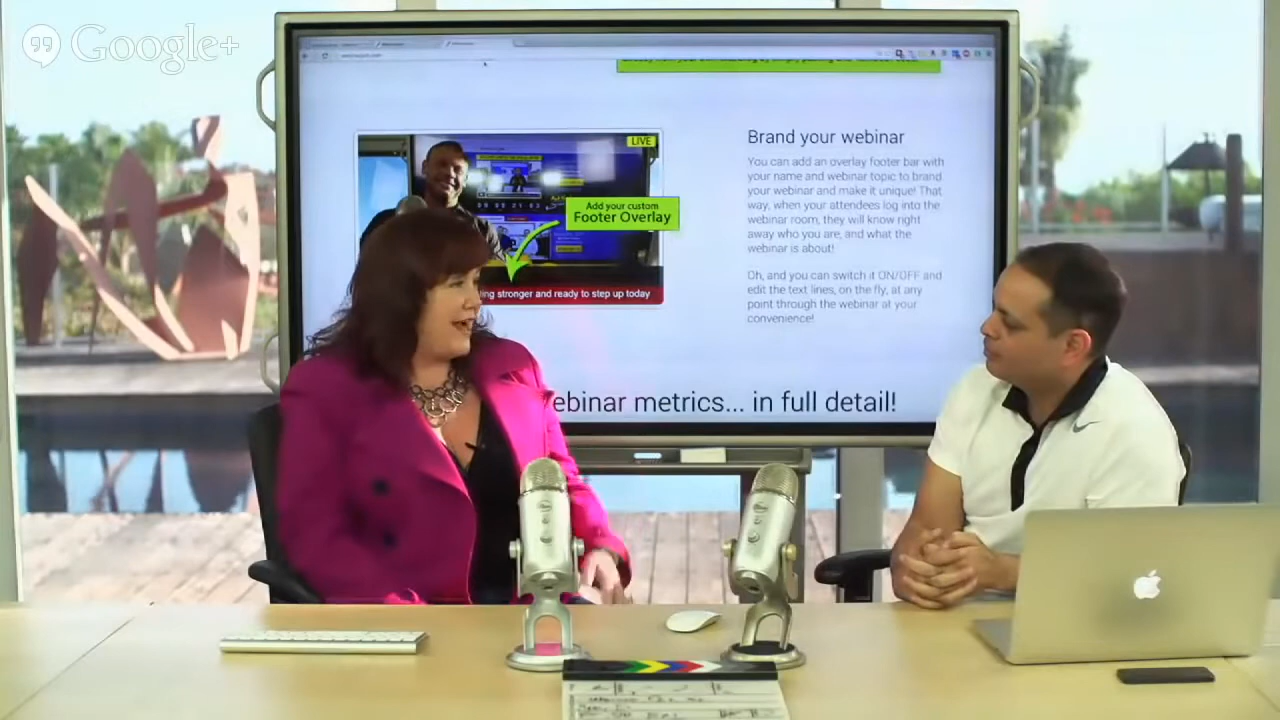 Google+
Brand your webinar
You can add an overlay footer bar with
your name and webinar topic to brand
your webinar and make it unique! That
way, when your attendees log into the
webinar room, they will know right
away who you are, and what the
webinar is about!
Oh, and you can switch it ON/OFF and
edit the text lines, on the fly, at any
point through the webinar at your
convenience!
LIVE
Add your custom
Footer Overlay
ing stronger and ready to step up today
ebinar metrics... in full detail!